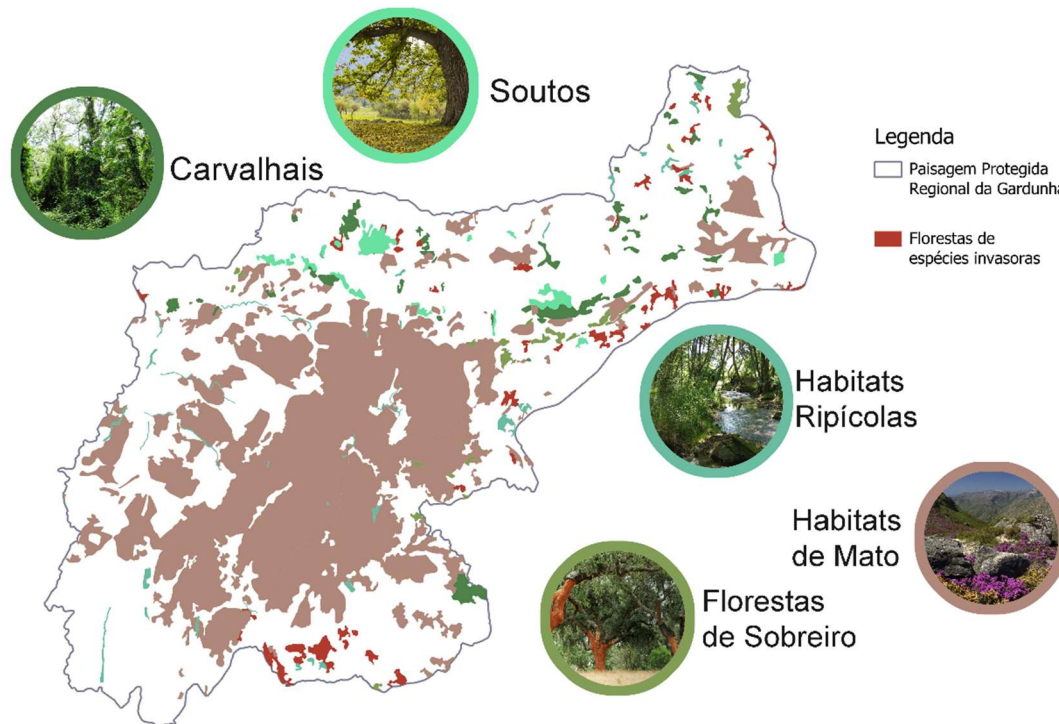 Soutos
Carvalhais
Legenda
Paisagem Protegida
Regional da Gardunha
Florestas de
espécies invasoras
Habitats
Ripícolas
Habitats
de Mato
Florestas
de Sobreiro